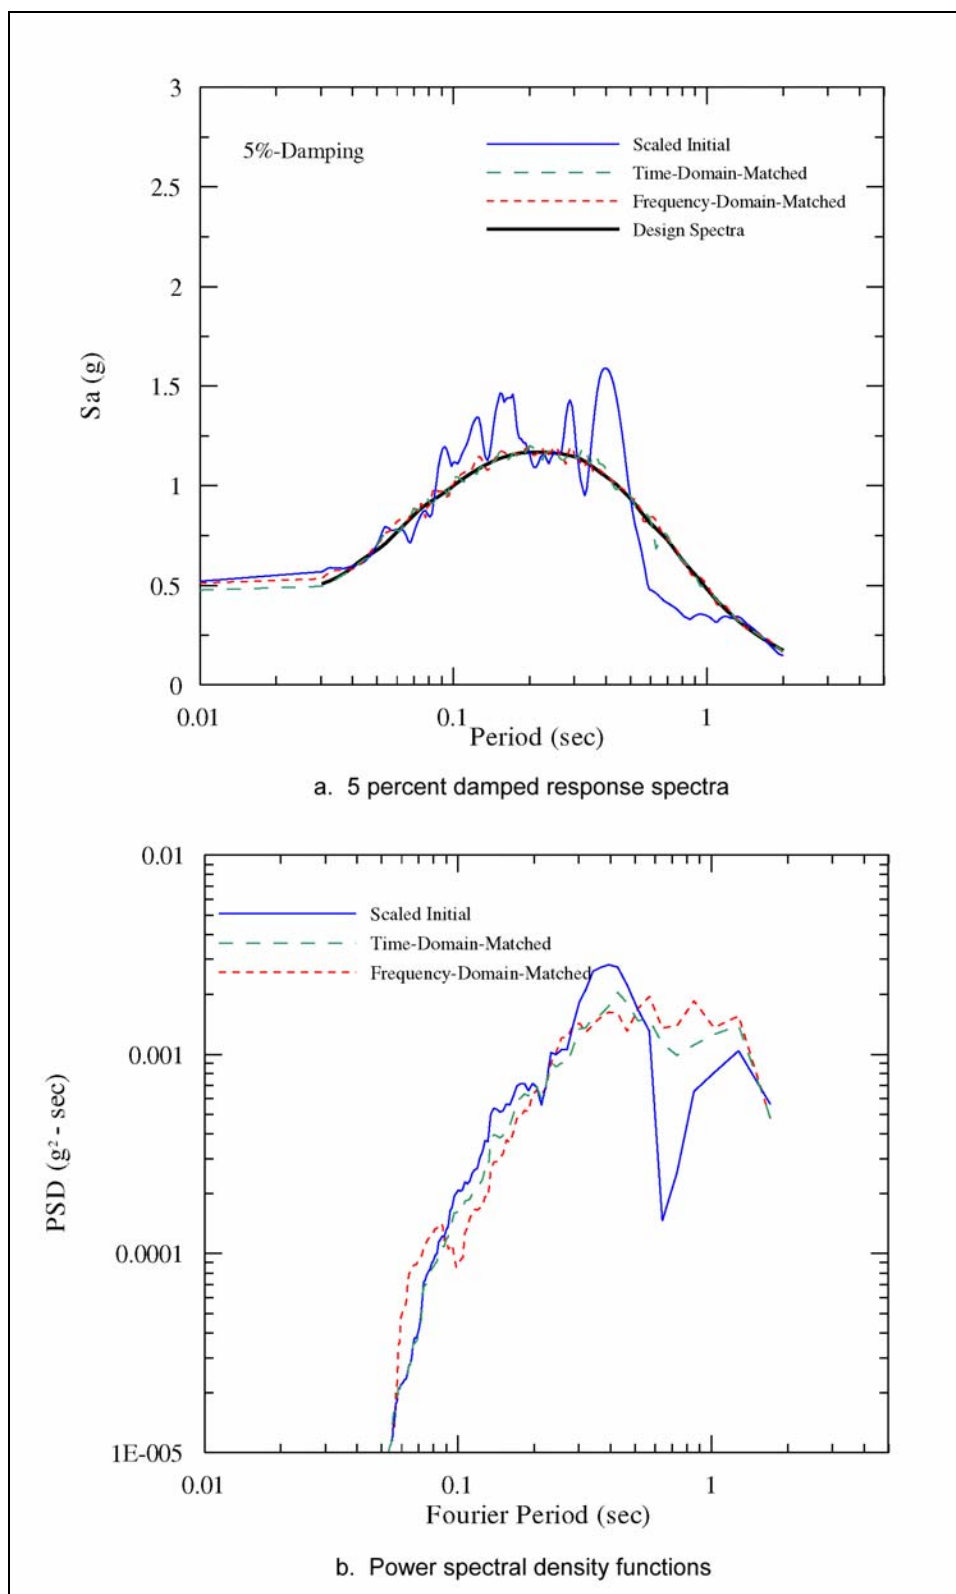 3
5%-Damping
Scaled Initial
Time-Domain-Matched
Frequency-Domain-Matched
Design Spectra
2.5
2
Sa (g)
1.5
1
0.5
0
0.01
0.1
1
Period (sec)
a. 5 percent damped response spectra
0.01
Scaled Initial
Time-Domain-Matched
Frequency-Domain-Matched
0.001
PSD (g² - sec)
0.0001
1E-005
0.01
0.1
1
Fourier Period (sec)
b. Power spectral density functions